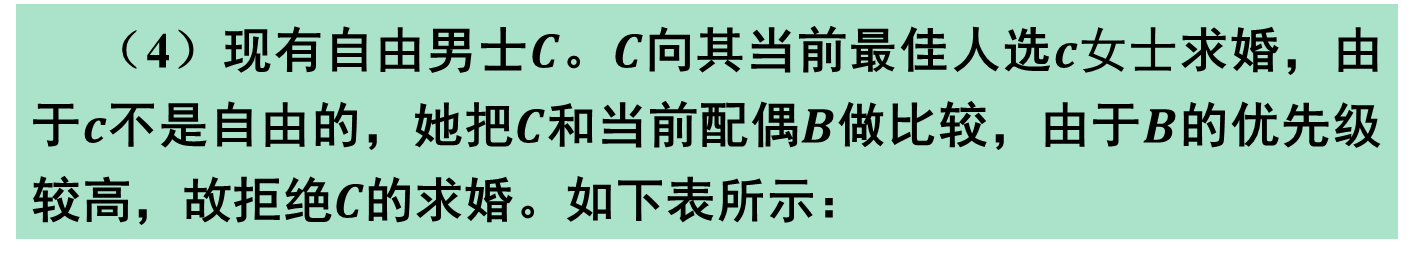 （4）现有自由男士C。C向其当前最佳人选c女士求婚，由
于c不是自由的，她把C和当前配偶B做比较，由于B的优先级
较高，故拒绝C的求婚。如下表所示：